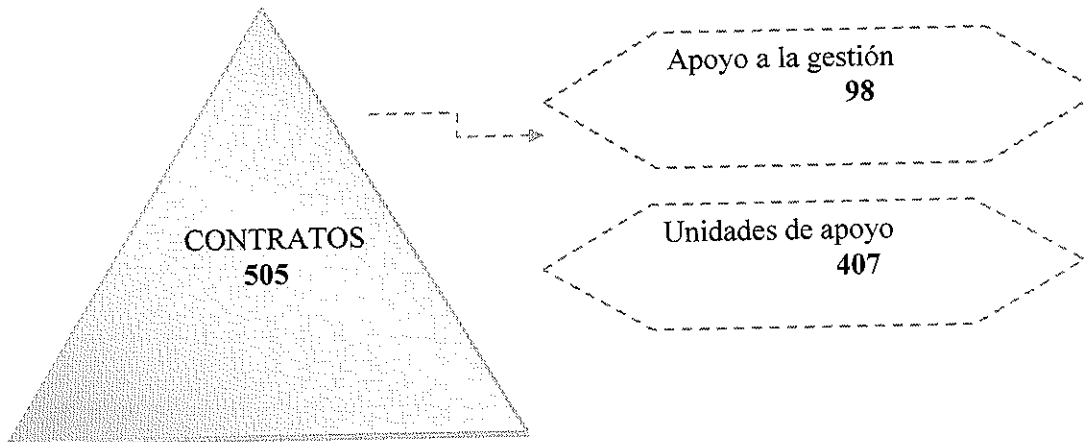 Apoyo a la gestión
98
CONTRATOS
505
Unidades de apoyo
407